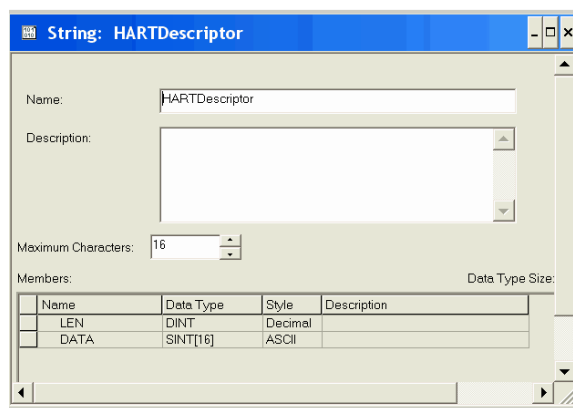 String: HARTDescriptor
Name: HARTDescriptor
Description:
Maximum Characters: 16
Members: Data Type Size:
Name Data Type Style Description
LEN DINT Decimal
DATA SINT[16] ASCII